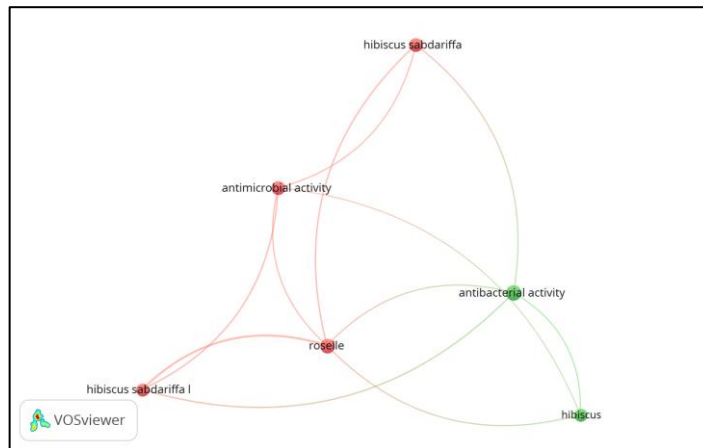 hibiscus sabdariffa
antimicrobial activity
antibacterial activity
roselle
hibiscus sabdariffa l
hibiscus
VOSviewer